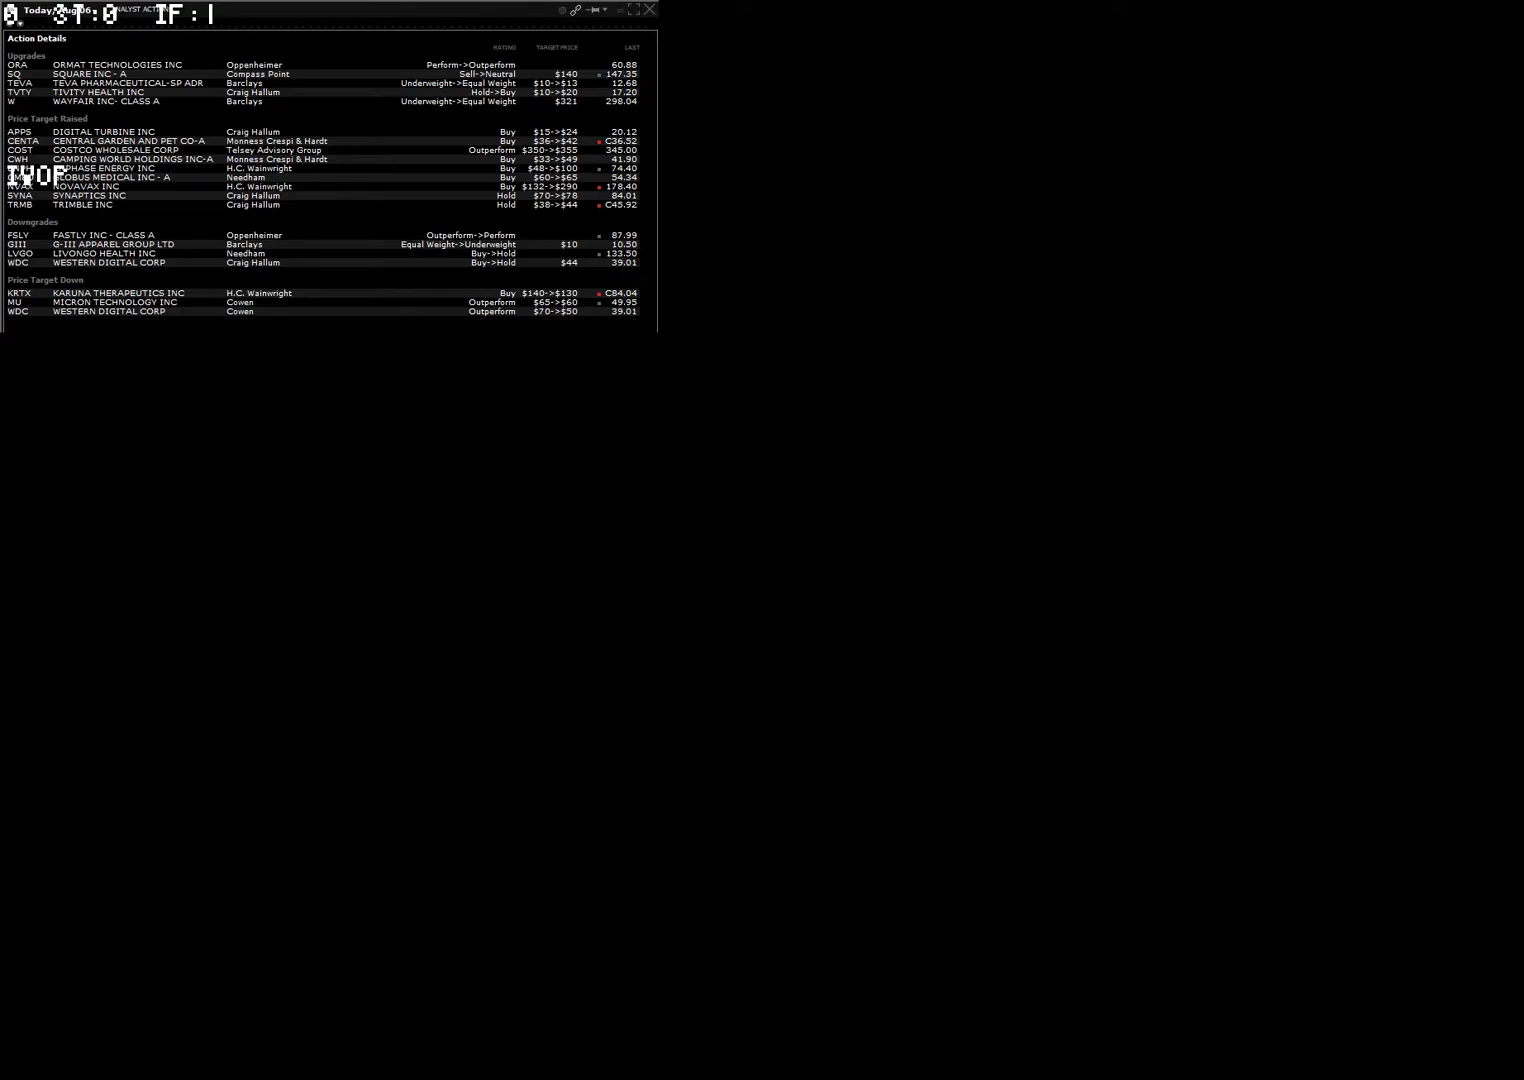 0 ST:0 IF:|
Today, Aug 06 ANALYST ACTI
Action Details
RATING TARGET PRICE LAST
Upgrades
ORA ORMAT TECHNOLOGIES INC Oppenheimer Perform->Outperform 60.88
SQ SQUARE INC - A Compass Point Sell->Neutral $140 147.35
TEVA TEVA PHARMACEUTICAL-SP ADR Barclays Underweight->Equal Weight $10->$13 12.68
TVTY TIVITY HEALTH INC Craig Hallum Hold->Buy $10->$20 17.20
W WAYFAIR INC- CLASS A Barclays Underweight->Equal Weight $321 298.04
Price Target Raised
APPS DIGITAL TURBINE INC Craig Hallum Buy $15->$24 20.12
CENTA CENTRAL GARDEN AND PET CO-A Monness Crespi & Hardt Buy $36->$42 C36.52
COST COSTCO WHOLESALE CORP Telsey Advisory Group Outperform $350->$355 345.00
CWH CAMPING WORLD HOLDINGS INC-A Monness Crespi & Hardt Buy $33->$49 41.90
PHASE ENERGY INC H.C. Wainwright Buy $48->$100 74.40
GLOBUS MEDICAL INC - A Needham Buy $60->$65 54.34
NVAX NOVAVAX INC H.C. Wainwright Buy $132->$290 178.40
SYNA SYNAPTICS INC Craig Hallum Hold $70->$78 84.01
TRMB TRIMBLE INC Craig Hallum Hold $38->$44 C45.92
Downgrades
FSLY FASTLY INC - CLASS A Oppenheimer Outperform->Perform 87.99
GIII G-III APPAREL GROUP LTD Barclays Equal Weight->Underweight $10 10.50
LVGO LIVONGO HEALTH INC Needham Buy->Hold 133.50
WDC WESTERN DIGITAL CORP Craig Hallum Buy->Hold $44 39.01
Price Target Down
KRTX KARUNA THERAPEUTICS INC H.C. Wainwright Buy $140->$130 C84.04
MU MICRON TECHNOLOGY INC Cowen Outperform $65->$60 49.95
WDC WESTERN DIGITAL CORP Cowen Outperform $70->$50 39.01